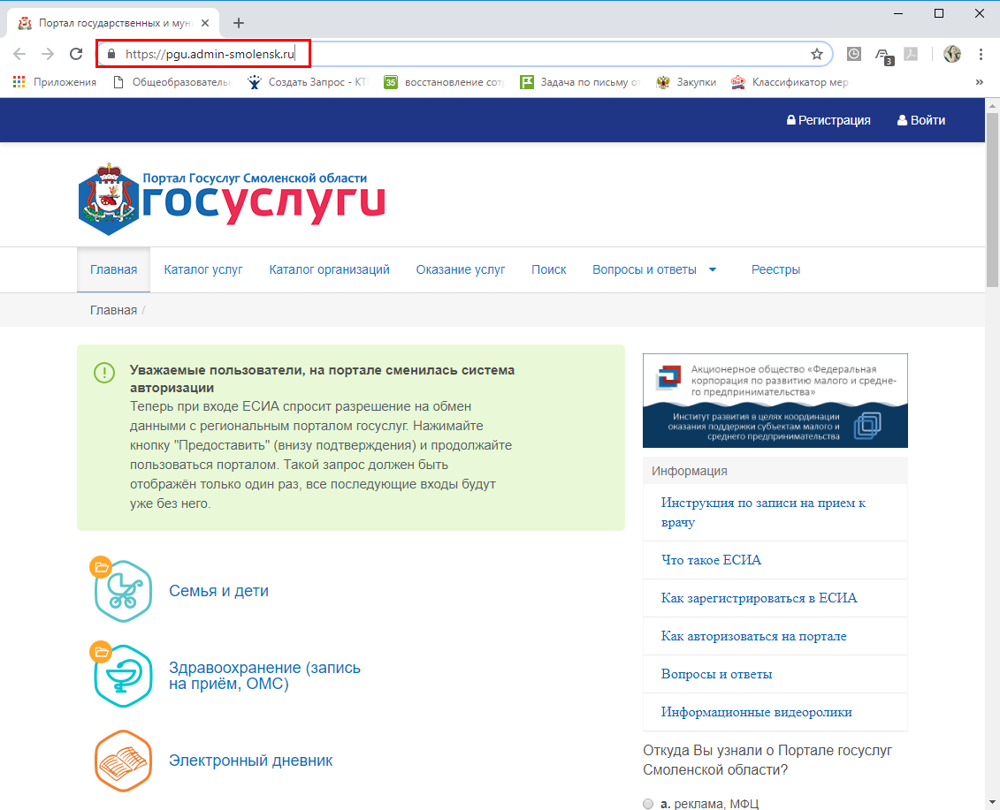 Портал государственных и мун
https://pgu.admin-smolensk.ru
3
Приложения
Общеобразователь
Создать Запрос - КТ
35
восстановление сот
Задача по письму о
Закупки
Классификатор мер
»
Регистрация
Войти
Портал Госуслуг Смоленской области
госуслуги
Главная
Каталог услуг
Каталог организаций
Оказание услуг
Поиск
Вопросы и ответы
Реестры
Главная /
Уважаемые пользователи, на портале сменилась система
авторизации
Теперь при входе ЕСИА спросит разрешение на обмен
данными с региональным порталом госуслуг. Нажимайте
кнопку "Предоставить" (внизу подтверждения) и продолжайте
пользоваться порталом. Такой запрос должен быть
отображён только один раз, все последующие входы будут
уже без него.
Семья и дети
Здравоохранение (запись
на приём, ОМС)
Электронный дневник
Акционерное общество «Федеральная
корпорация по развитию малого и средне-
го предпринимательства»
Институт развития в целях координации
оказания поддержки субъектам малого и
среднего предпринимательства
Информация
Инструкция по записи на прием к
врачу
Что такое ЕСИА
Как зарегистрироваться в ЕСИА
Как авторизоваться на портале
Вопросы и ответы
Информационные видеоролики
Откуда Вы узнали о Портале госуслуг
Смоленской области?
а. реклама, МФЦ